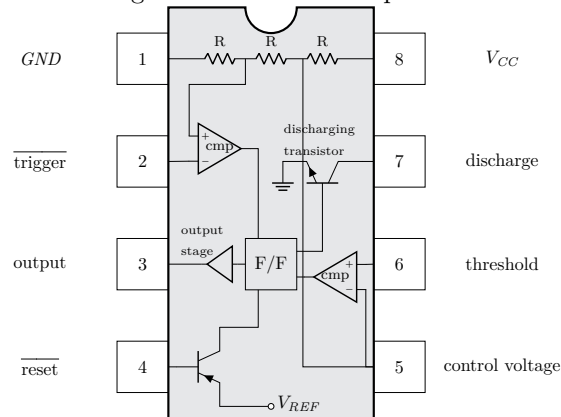 R R R
GND 1 8 V_CC
discharging
cmp
+
−
trigger 2 transistor 7 discharge
output
stage
output 3 F/F 6 threshold
+
cmp
−
reset 4 5 control voltage
V_REF